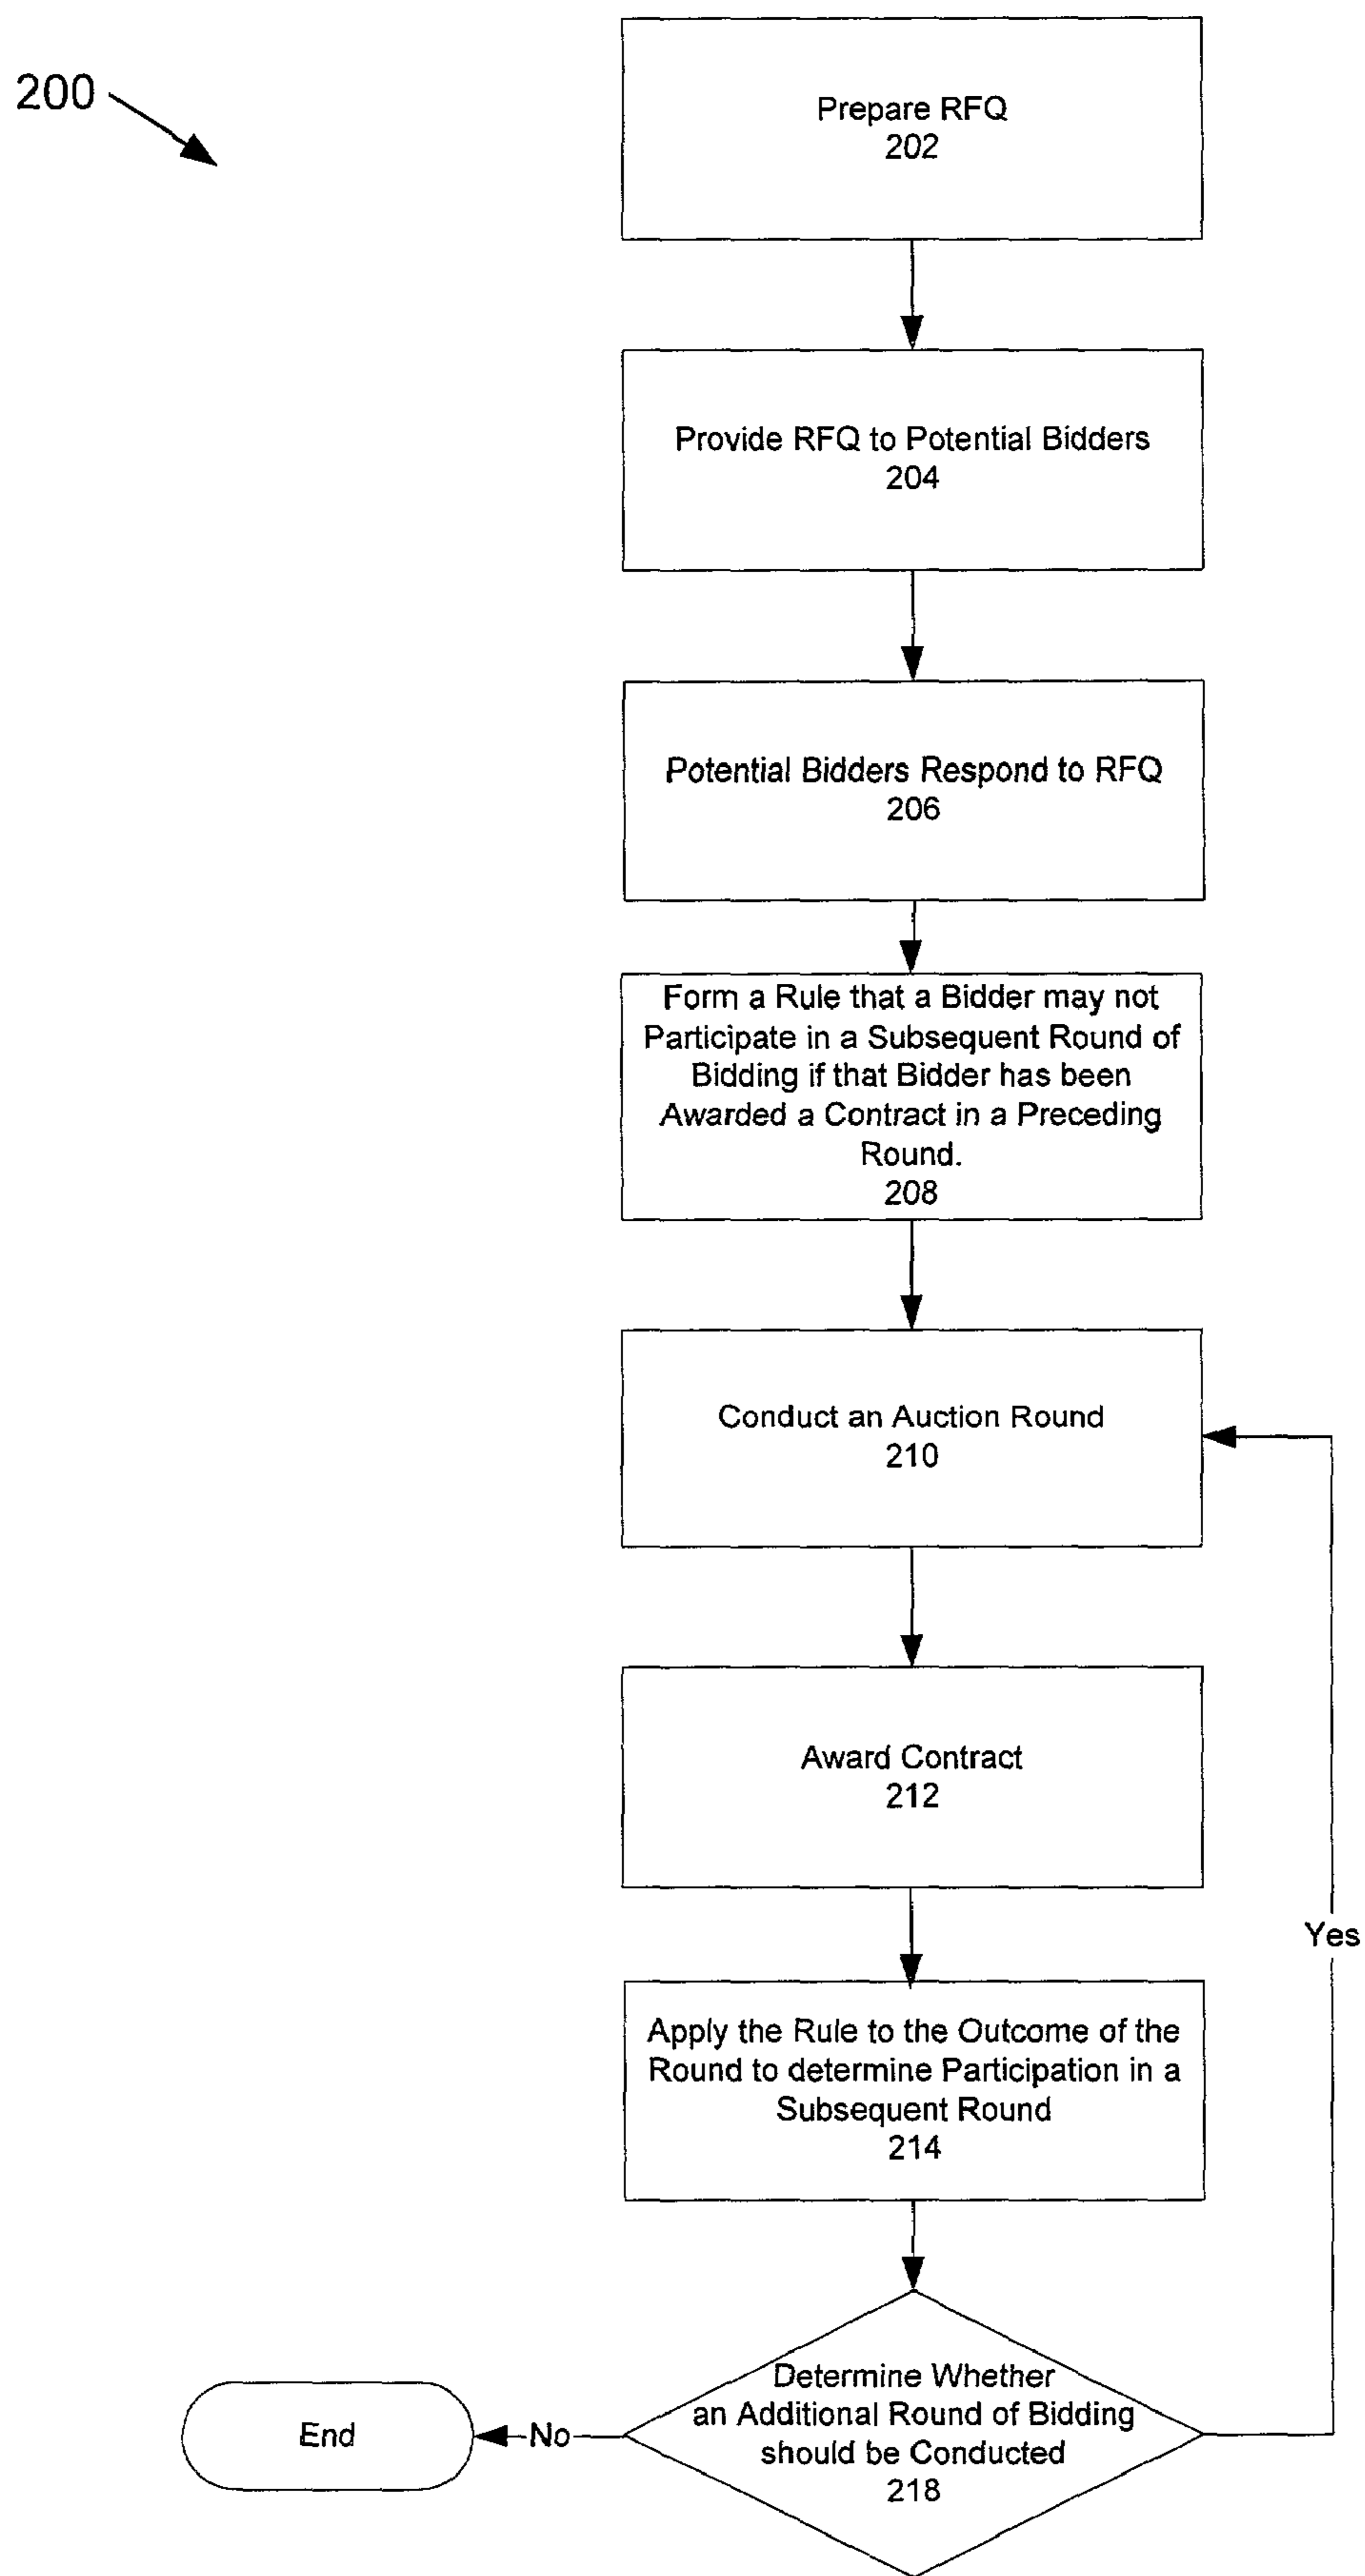 200
Prepare RFQ
202
Provide RFQ to Potential Bidders
204
Potential Bidders Respond to RFQ
206
Form a Rule that a Bidder may not
Participate in a Subsequent Round of
Bidding if that Bidder has been
Awarded a Contract in a Preceding
Round.
208
Conduct an Auction Round
210
Award Contract
212
Yes
Apply the Rule to the Outcome of the
Round to determine Participation in a
Subsequent Round
214
Determine Whether
an Additional Round of Bidding
should be Conducted
218
No
End